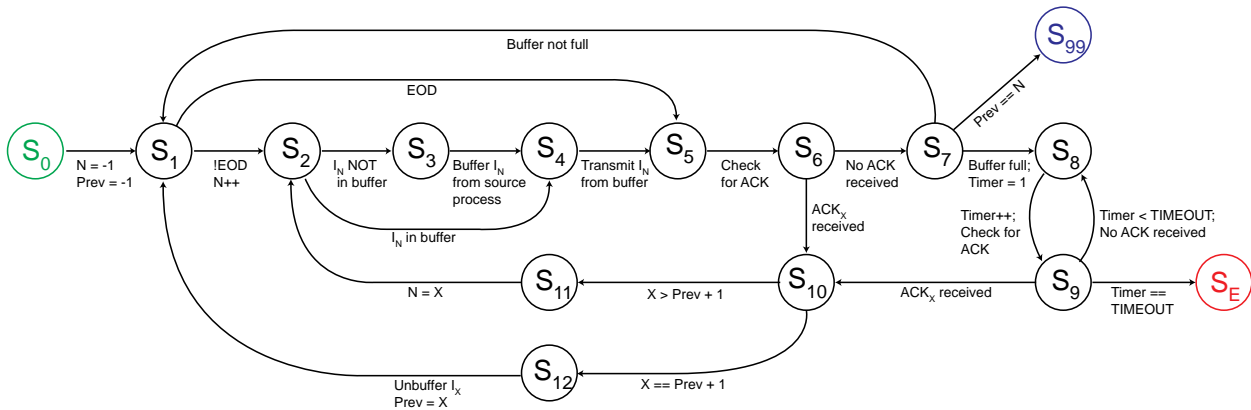 Buffer not full
S99
EOD
Prev == N
S0
N = -1
Prev = -1
S1
!EOD
N++
S2
IN NOT
in buffer
S3
Buffer IN
from source
process
S4
Transmit IN
from buffer
S5
Check
for ACK
S6
No ACK
received
S7
Buffer full;
Timer = 1
S8
IN in buffer
ACKX
received
Timer++;
Check for
ACK
Timer < TIMEOUT;
No ACK received
N = X
S11
X > Prev + 1
S10
ACKX received
S9
Timer ==
TIMEOUT
SE
Unbuffer IX
Prev = X
S12
X == Prev + 1